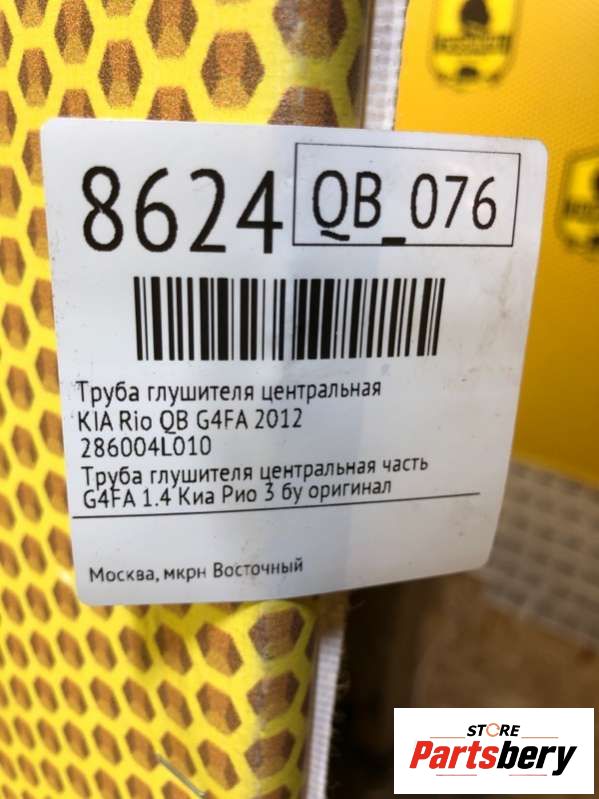 8624 QB_076
Труба глушителя центральная
KIA Rio QB G4FA 2012
286004L010
Труба глушителя центральная часть
G4FA 1.4 Киа Рио 3 бу оригинал
Москва, мкрн Восточный
STORE
Partsbery